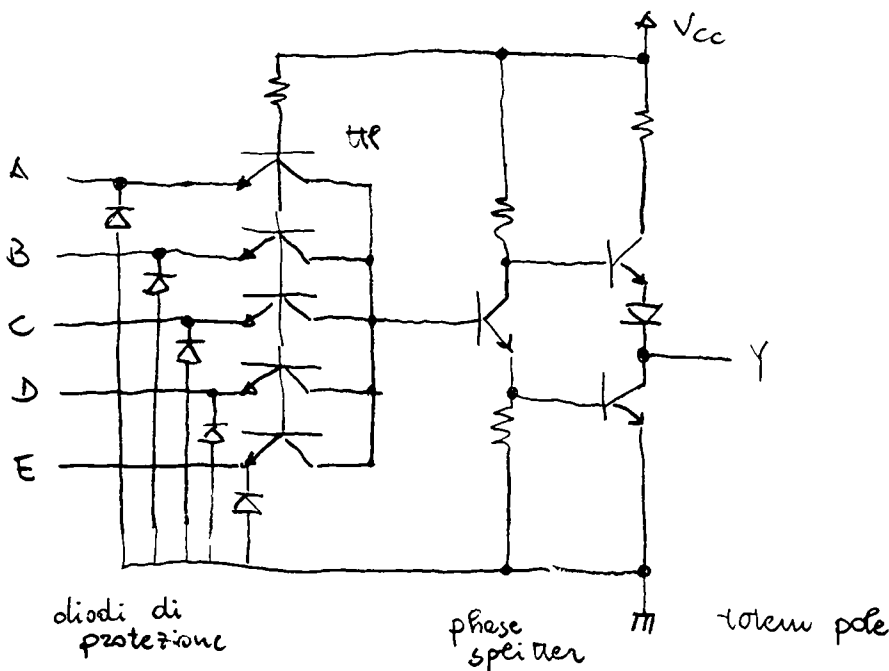 Vcc
A
B
C
D
E
Y
diodi di
protezione
phase
splitter
totem pole